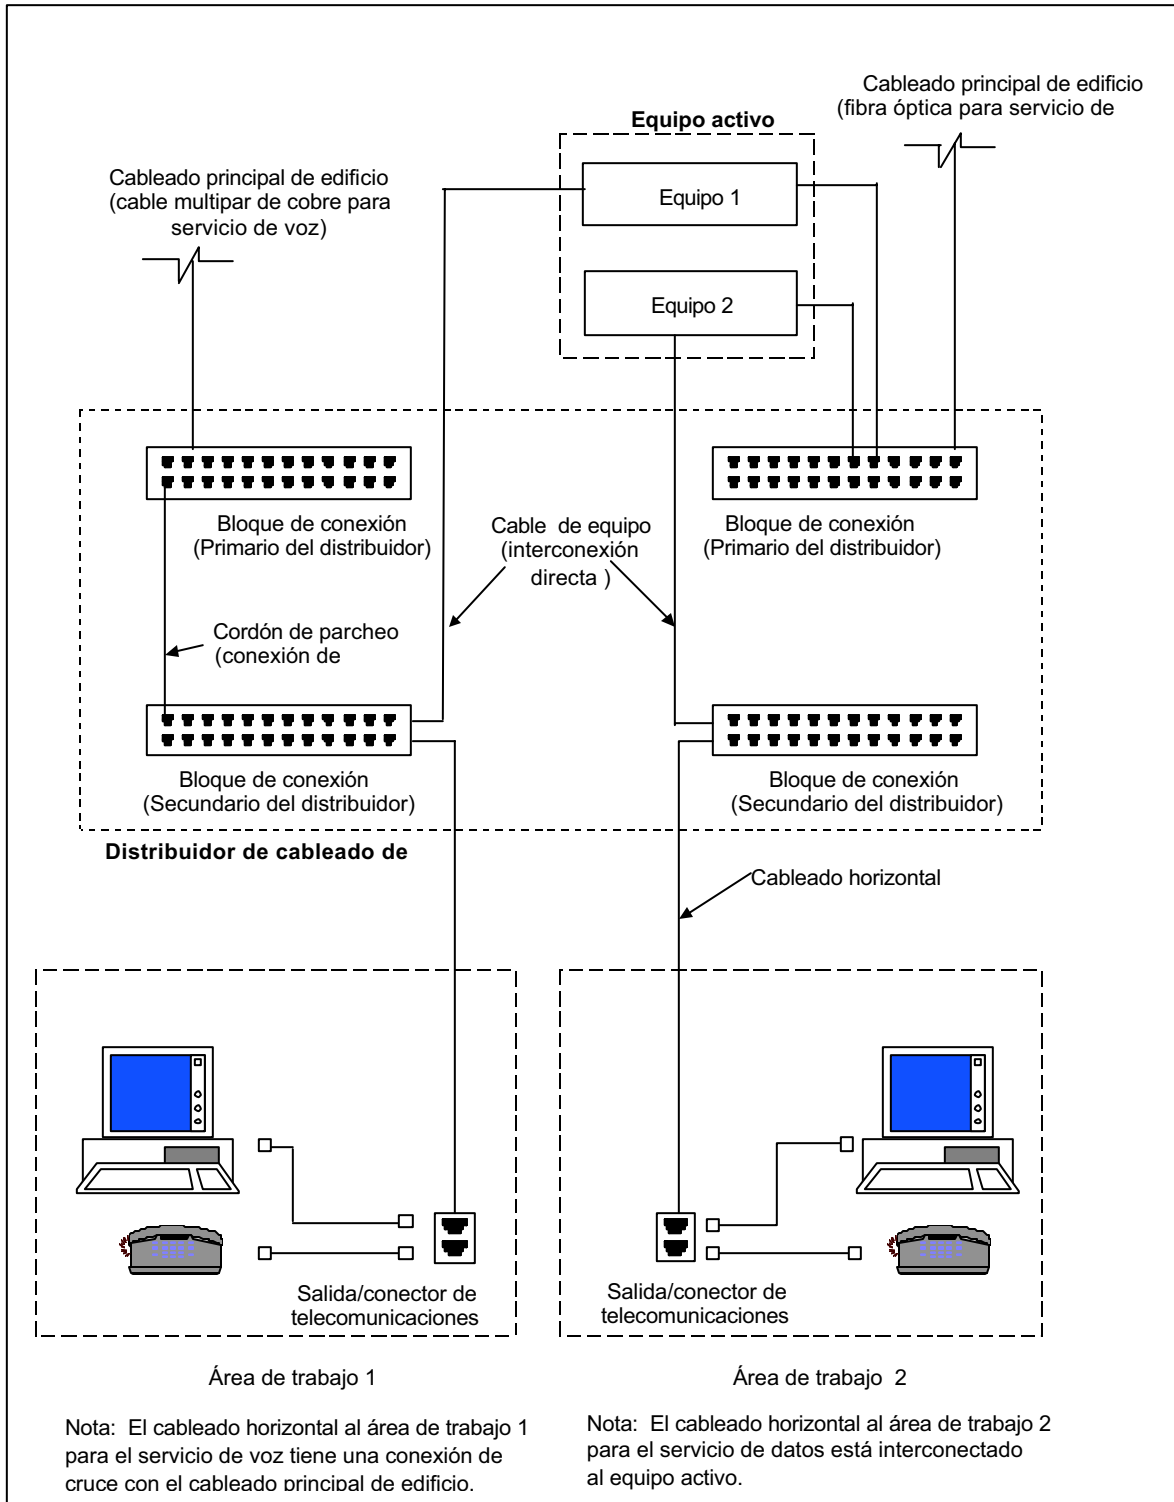 Cableado principal de edificio
(fibra óptica para servicio de
Equipo activo
Cableado principal de edificio
(cable multipar de cobre para
servicio de voz)
Equipo 1
Equipo 2
Bloque de conexión
(Primario del distribuidor)
Cable de equipo
(interconexión
directa )
Bloque de conexión
(Primario del distribuidor)
Cordón de parcheo
(conexión de
Bloque de conexión
(Secundario del distribuidor)
Bloque de conexión
(Secundario del distribuidor)
Distribuidor de cableado de
Cableado horizontal
Salida/conector de
telecomunicaciones
Salida/conector de
telecomunicaciones
Área de trabajo 1
Área de trabajo 2
Nota: El cableado horizontal al área de trabajo 1
para el servicio de voz tiene una conexión de
cruce con el cableado principal de edificio.
Nota: El cableado horizontal al área de trabajo 2
para el servicio de datos está interconectado
al equipo activo.